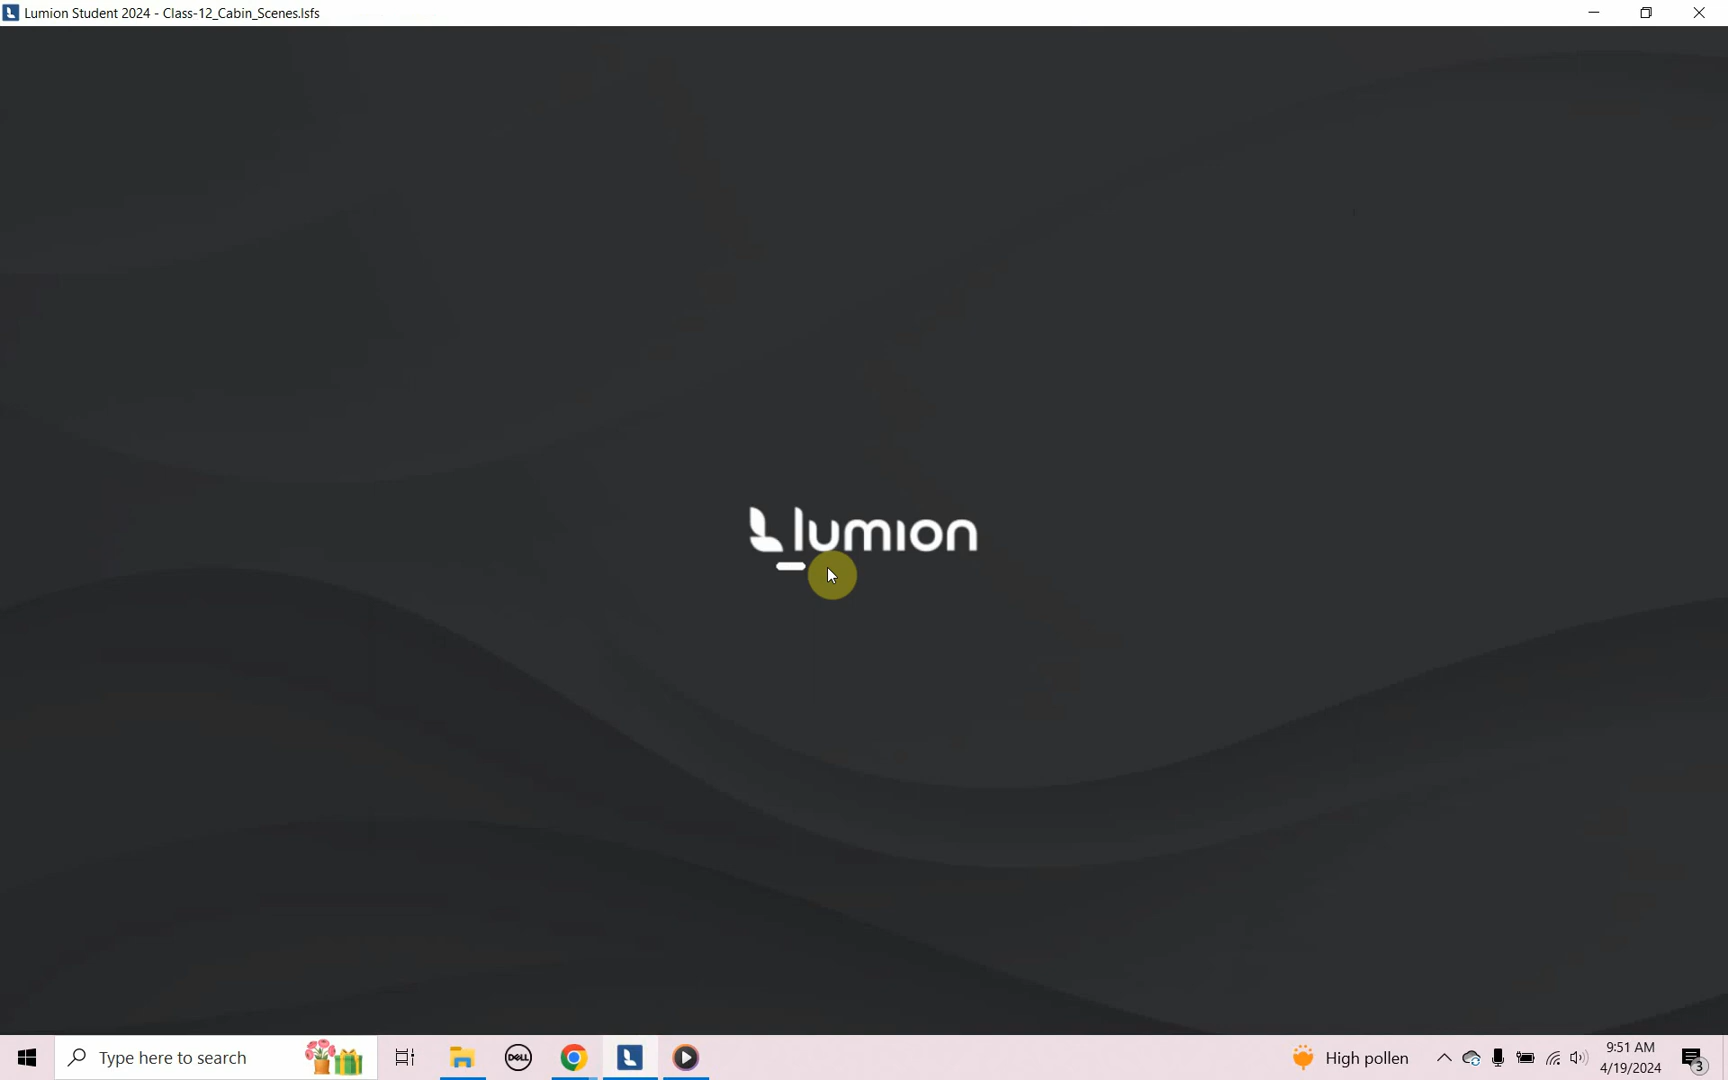 Lumion Student 2024 - Class-12_Cabin_Scenes.lsfs
lumion
Type here to search
DELL
High pollen
9:51 AM
4/19/2024
3